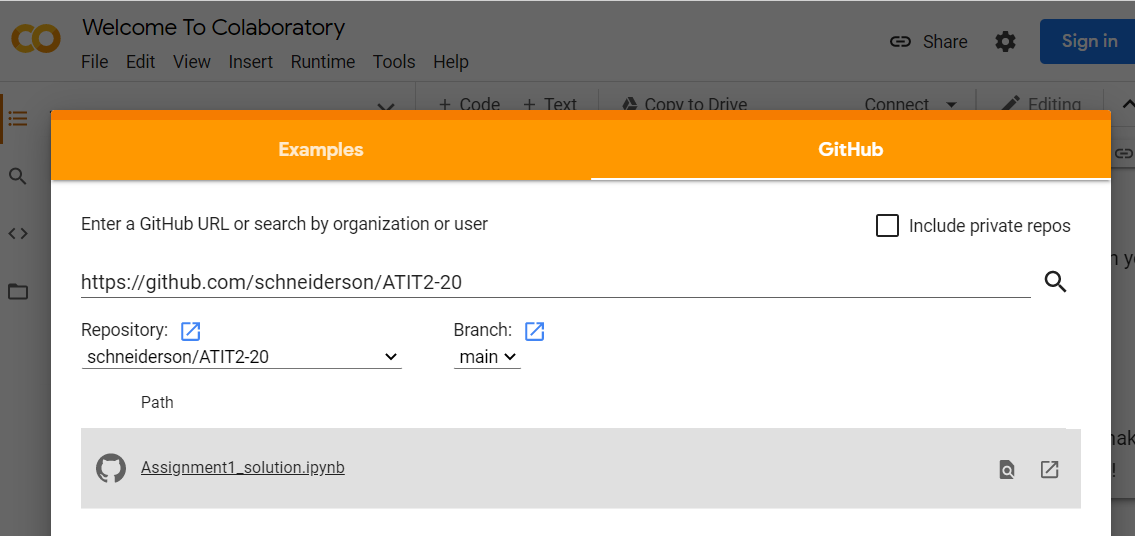 Welcome To Colaboratory
File Edit View Insert Runtime Tools Help
Share
Sign in
+ Code + Text
Copy to Drive
Connect
Editing
Examples
GitHub
Enter a GitHub URL or search by organization or user
Include private repos
https://github.com/schneiderson/ATIT2-20
Repository:
Branch:
schneiderson/ATIT2-20
main
Path
Assignment1_solution.ipynb